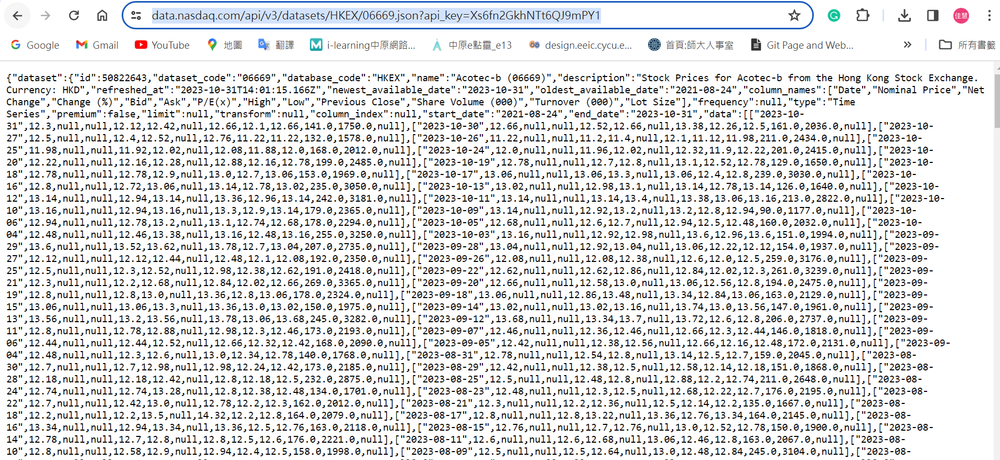 data.nasdaq.com/api/v3/datasets/HKEX/06669.json?api_key=Xs6fn2GkhNTt6QJ9mPY1
佳慧
Google Gmail YouTube 地圖 翻譯 i-learning中原網路... 中原e點靈_e13 design.eeic.cycu.e... 首頁:師大人事室 Git Page and Web... » 所有書籤
{"dataset":{"id":50822643,"dataset_code":"06669","database_code":"HKEX","name":"Acotec-b (06669)","description":"Stock Prices for Acotec-b from the Hong Kong Stock Exchange.
Currency: HKD","refreshed_at":"2023-10-31T14:01:15.166Z","newest_available_date":"2023-10-31","oldest_available_date":"2021-08-24","column_names":["Date","Nominal Price","Net
Change","Change (%)","Bid","Ask","P/E(x)","High","Low","Previous Close","Share Volume (000)","Turnover (000)","Lot Size"],"frequency":null,"type":"Time
Series","premium":false,"limit":null,"transform":null,"column_index":null,"start_date":"2021-08-24","end_date":"2023-10-31","data":[["2023-10-
31",12.3,null,null,12.12,12.42,null,12.66,12.1,12.66,141.0,1750.0,null],["2023-10-30",12.66,null,null,12.52,12.66,null,13.38,12.26,12.5,161.0,2036.0,null],["2023-10-
27",12.5,null,null,12.4,12.52,null,12.76,11.22,11.22,132.0,1578.0,null],["2023-10-26",11.22,null,null,11.2,11.4,null,12.1,11.12,11.98,211.0,2434.0,null],["2023-10-
25",11.98,null,null,11.92,12.02,null,12.08,11.88,12.0,168.0,2012.0,null],["2023-10-24",12.0,null,null,11.96,12.02,null,12.32,11.9,12.22,201.0,2415.0,null],["2023-10-
20",12.22,null,null,12.16,12.28,null,12.88,12.16,12.78,199.0,2485.0,null],["2023-10-19",12.78,null,null,12.7,12.8,null,13.1,12.52,12.78,129.0,1650.0,null],["2023-10-
18",12.78,null,null,12.78,12.9,null,13.0,12.7,13.06,153.0,1969.0,null],["2023-10-17",13.06,null,null,13.06,13.3,null,13.06,12.4,12.8,239.0,3030.0,null],["2023-10-
16",12.8,null,null,12.72,13.06,null,13.14,12.78,13.02,235.0,3050.0,null],["2023-10-13",13.02,null,null,12.98,13.1,null,13.14,12.78,13.14,126.0,1640.0,null],["2023-10-
12",13.14,null,null,12.94,13.14,null,13.36,12.96,13.14,242.0,3181.0,null],["2023-10-11",13.14,null,null,13.14,13.4,null,13.38,13.06,13.16,213.0,2822.0,null],["2023-10-
10",13.16,null,null,12.94,13.16,null,13.3,12.9,13.14,179.0,2365.0,null],["2023-10-09",13.14,null,null,12.92,13.2,null,13.2,12.8,12.94,90.0,1177.0,null],["2023-10-
06",12.94,null,null,12.78,13.2,null,13.1,12.74,12.68,178.0,2294.0,null],["2023-10-05",12.68,null,null,12.6,12.7,null,12.94,12.5,12.48,160.0,2032.0,null],["2023-10-
04",12.48,null,null,12.46,13.38,null,13.16,12.48,13.16,255.0,3250.0,null],["2023-10-03",13.16,null,null,12.92,12.98,null,13.6,12.96,13.6,151.0,1994.0,null],["2023-09-
29",13.6,null,null,13.52,13.62,null,13.78,12.7,13.04,207.0,2735.0,null],["2023-09-28",13.04,null,null,12.92,13.04,null,13.06,12.22,12.12,154.0,1937.0,null],["2023-09-
27",12.12,null,null,12.12,12.44,null,12.48,12.1,12.08,192.0,2350.0,null],["2023-09-26",12.08,null,null,12.08,12.38,null,12.6,12.0,12.5,259.0,3176.0,null],["2023-09-
25",12.5,null,null,12.3,12.52,null,12.98,12.38,12.62,191.0,2418.0,null],["2023-09-22",12.62,null,null,12.62,12.86,null,12.84,12.02,12.3,261.0,3239.0,null],["2023-09-
21",12.3,null,null,12.2,12.68,null,12.84,12.02,12.66,269.0,3365.0,null],["2023-09-20",12.66,null,null,12.58,13.0,null,13.06,12.56,12.8,194.0,2475.0,null],["2023-09-
19",12.8,null,null,12.8,13.0,null,13.36,12.8,13.06,178.0,2324.0,null],["2023-09-18",13.06,null,null,12.86,13.48,null,13.34,12.84,13.06,163.0,2129.0,null],["2023-09-
15",13.06,null,null,13.06,13.3,null,13.36,13.0,13.02,150.0,1975.0,null],["2023-09-14",13.02,null,null,13.02,13.16,null,13.74,13.0,13.56,147.0,1961.0,null],["2023-09-
13",13.56,null,null,13.2,13.56,null,13.78,13.06,13.68,245.0,3282.0,null],["2023-09-12",13.68,null,null,13.34,13.7,null,13.72,12.6,12.8,206.0,2737.0,null],["2023-09-
11",12.8,null,null,12.78,12.88,null,12.98,12.3,12.46,173.0,2193.0,null],["2023-09-07",12.46,null,null,12.36,12.46,null,12.66,12.3,12.44,146.0,1818.0,null],["2023-09-
06",12.44,null,null,12.44,12.52,null,12.66,12.32,12.42,168.0,2090.0,null],["2023-09-05",12.42,null,null,12.38,12.56,null,12.66,12.16,12.48,172.0,2131.0,null],["2023-09-
04",12.48,null,null,12.3,12.6,null,13.0,12.34,12.78,140.0,1768.0,null],["2023-08-31",12.78,null,null,12.54,12.8,null,13.14,12.5,12.7,159.0,2045.0,null],["2023-08-
30",12.7,null,null,12.7,12.98,null,12.98,12.24,12.42,173.0,2185.0,null],["2023-08-29",12.42,null,null,12.38,12.5,null,12.58,12.14,12.18,151.0,1868.0,null],["2023-08-
28",12.18,null,null,12.18,12.42,null,12.8,12.18,12.5,232.0,2875.0,null],["2023-08-25",12.5,null,null,12.48,12.8,null,12.88,12.2,12.74,211.0,2648.0,null],["2023-08-
24",12.74,null,null,12.74,13.28,null,12.8,12.38,12.48,134.0,1701.0,null],["2023-08-23",12.48,null,null,12.3,12.5,null,12.68,12.22,12.7,176.0,2195.0,null],["2023-08-
22",12.7,null,null,12.42,13.0,null,12.78,12.2,12.3,162.0,2012.0,null],["2023-08-21",12.3,null,null,12.2,12.36,null,12.5,12.14,12.2,135.0,1667.0,null],["2023-08-
18",12.2,null,null,12.2,13.5,null,14.32,12.2,12.8,164.0,2079.0,null],["2023-08-17",12.8,null,null,12.8,13.22,null,13.36,12.76,13.34,164.0,2145.0,null],["2023-08-
16",13.34,null,null,12.94,13.34,null,13.36,12.5,12.76,163.0,2118.0,null],["2023-08-15",12.76,null,null,12.7,12.76,null,13.0,12.52,12.78,150.0,1900.0,null],["2023-08-
14",12.78,null,null,12.7,12.8,null,12.8,12.5,12.6,176.0,2221.0,null],["2023-08-11",12.6,null,null,12.6,12.68,null,13.06,12.46,12.8,163.0,2067.0,null],["2023-08-
10",12.8,null,null,12.58,12.9,null,12.94,12.4,12.5,158.0,1998.0,null],["2023-08-09",12.5,null,null,12.5,12.64,null,13.0,12.48,12.84,245.0,3104.0,null],["2023-08-